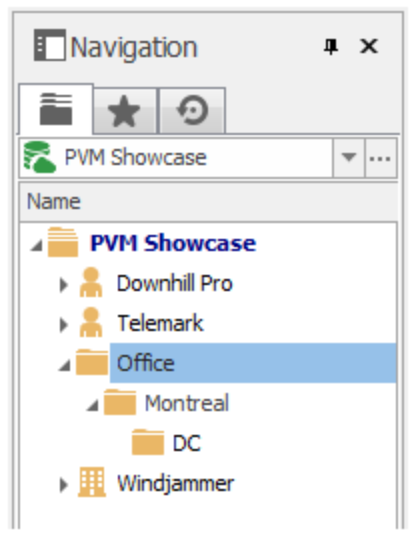 Navigation
PVM Showcase
Name
PVM Showcase
Downhill Pro
Telemark
Office
Montreal
DC
Windjammer